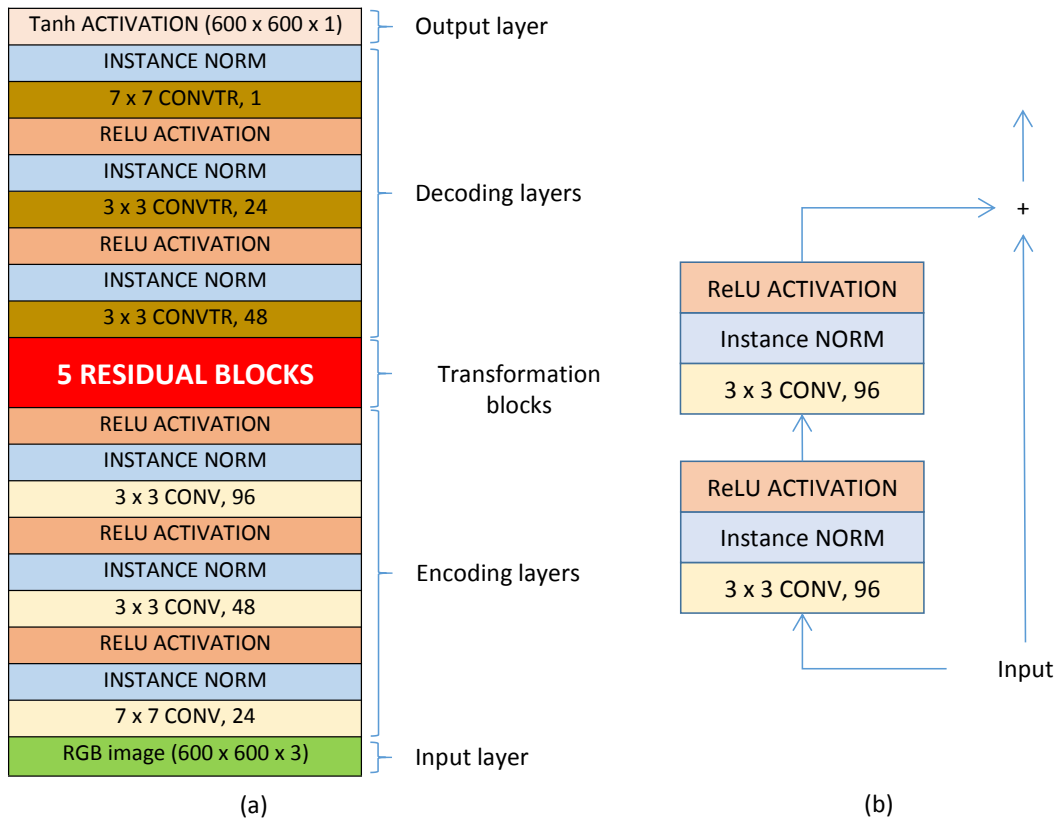 Tanh ACTIVATION (600 x 600 x 1)
Output layer
INSTANCE NORM
7 x 7 CONVTR, 1
RELU ACTIVATION
INSTANCE NORM
3 x 3 CONVTR, 24
RELU ACTIVATION
INSTANCE NORM
3 x 3 CONVTR, 48
Decoding layers
5 RESIDUAL BLOCKS
Transformation
blocks
RELU ACTIVATION
INSTANCE NORM
3 x 3 CONV, 96
RELU ACTIVATION
INSTANCE NORM
3 x 3 CONV, 48
RELU ACTIVATION
INSTANCE NORM
7 x 7 CONV, 24
Encoding layers
RGB image (600 x 600 x 3)
Input layer
(a)
+
ReLU ACTIVATION
Instance NORM
3 x 3 CONV, 96
ReLU ACTIVATION
Instance NORM
3 x 3 CONV, 96
Input
(b)